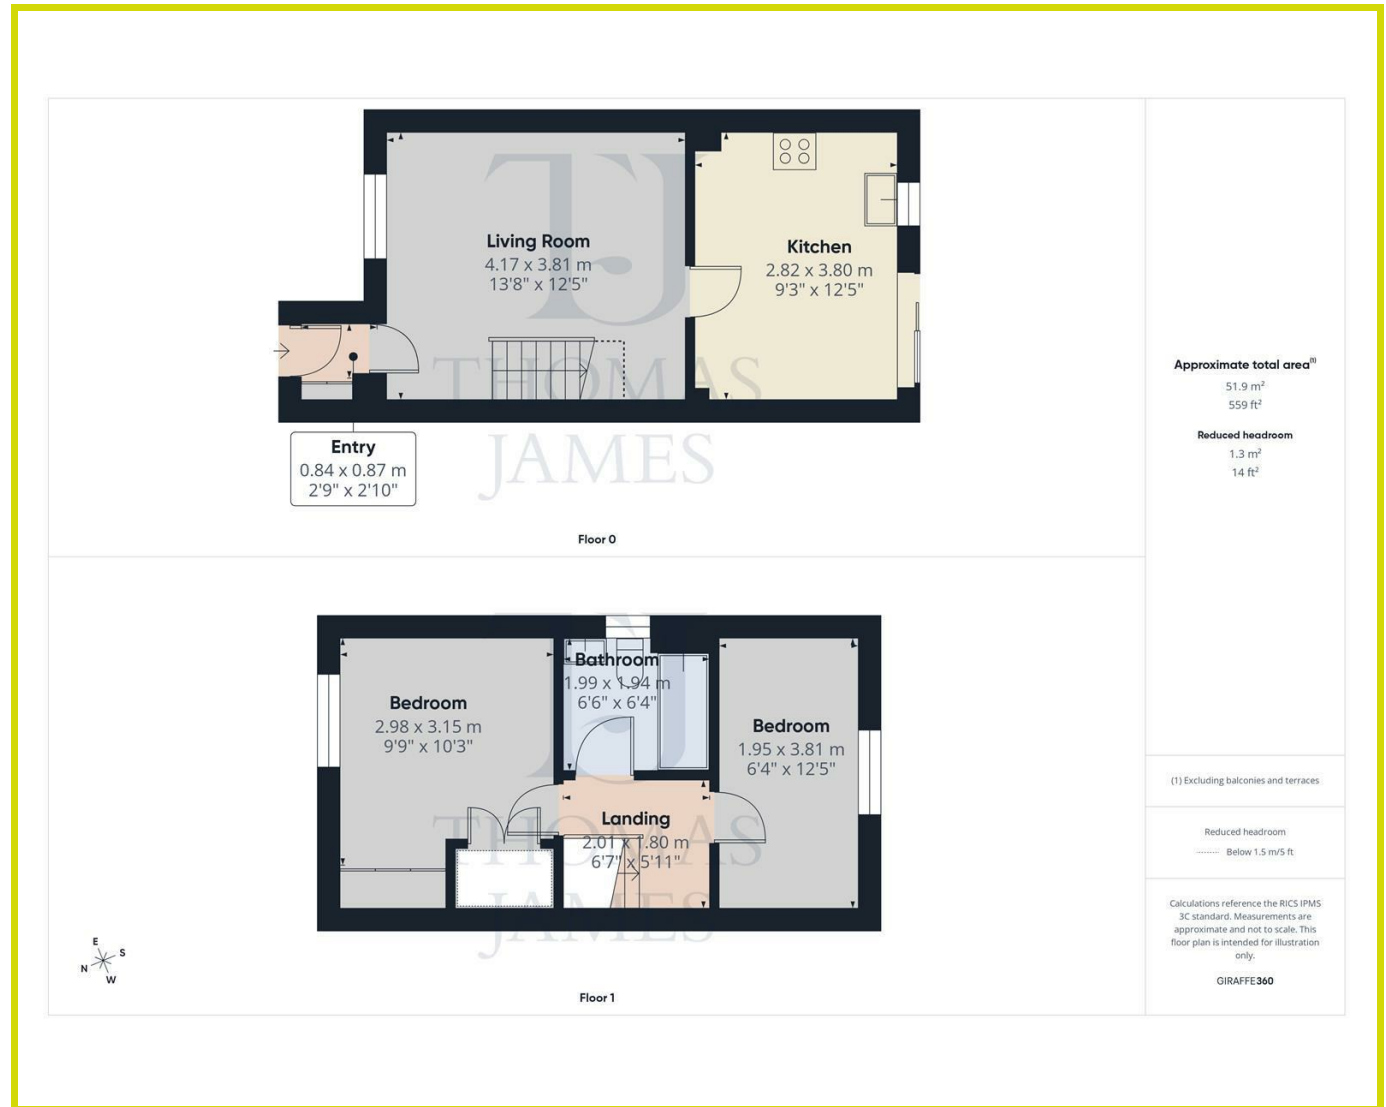 Living Room
4.17 x 3.81 m
13'8" x 12'5"
Kitchen
2.82 x 3.80 m
9'3" x 12'5"
Entry
0.84 x 0.87 m
2'9" x 2'10"
TJ
THOMAS
JAMES
Floor 0
Bedroom
2.98 x 3.15 m
9'9" x 10'3"
Bathroom
1.99 x 1.94 m
6'6" x 6'4"
Bedroom
1.95 x 3.81 m
6'4" x 12'5"
Landing
2.01 x 1.80 m
6'7" x 5'11"
TJ
THOMAS
JAMES
E
S
N
W
Floor 1
Approximate total area(1)
51.9 m²
559 ft²
Reduced headroom
1.3 m²
14 ft²
(1) Excluding balconies and terraces
Reduced headroom
Below 1.5 m/5 ft
Calculations reference the RICS IPMS
3C standard. Measurements are
approximate and not to scale. This
floor plan is intended for illustration
only.
GIRAFFE360